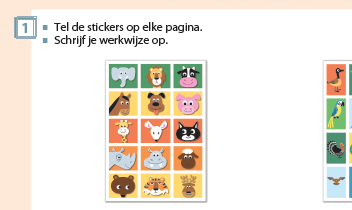 1
Tel de stickers op elke pagina.
Schrijf je werkwijze op.